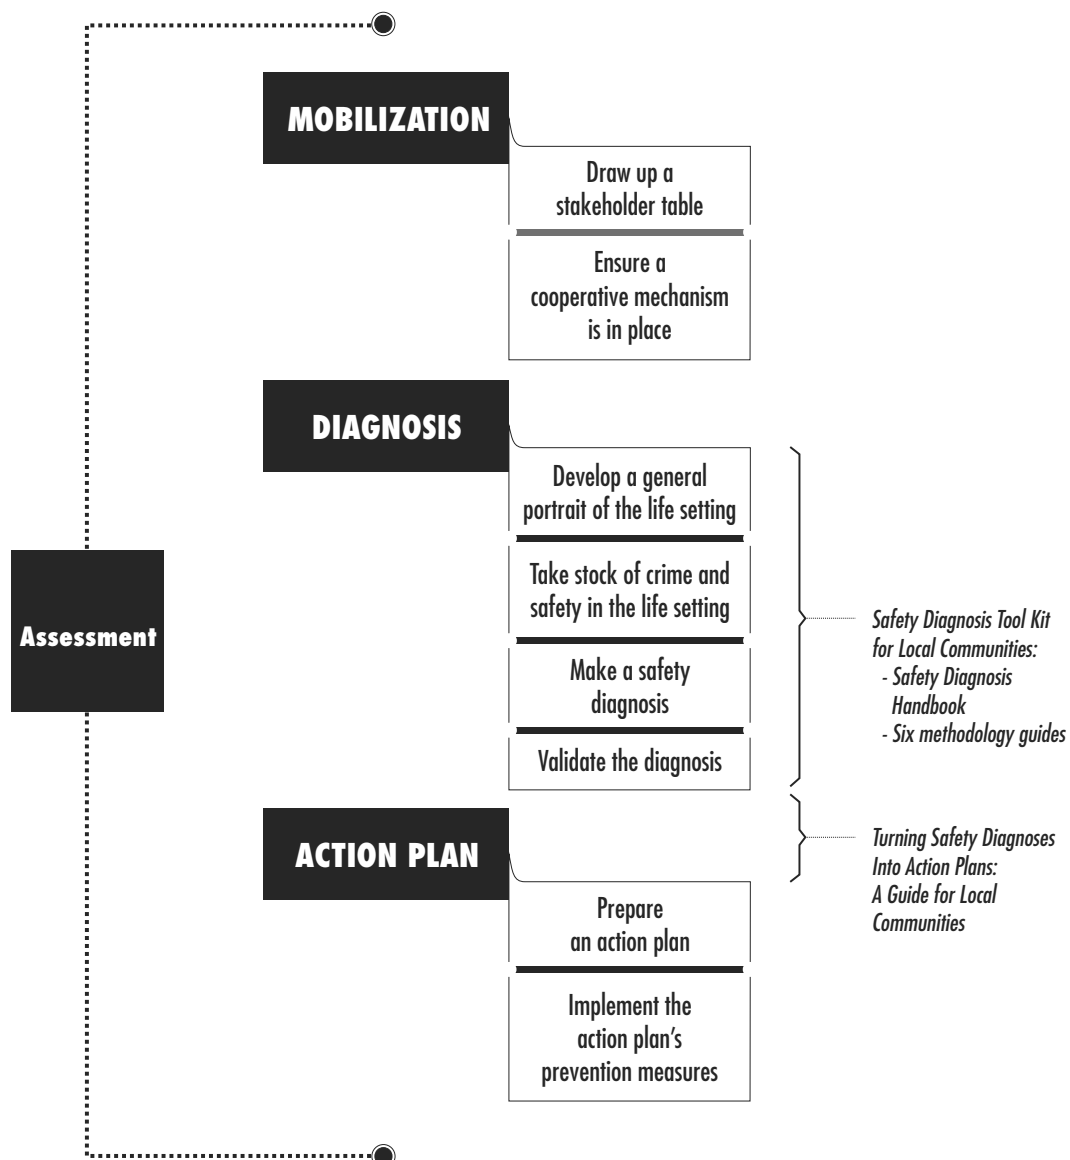 MOBILIZATION
Draw up a
stakeholder table
Ensure a
cooperative mechanism
is in place
DIAGNOSIS
Develop a general
portrait of the life setting
Take stock of crime and
safety in the life setting
Make a safety
diagnosis
Validate the diagnosis
Assessment
Safety Diagnosis Tool Kit
for Local Communities:
- Safety Diagnosis
Handbook
- Six methodology guides
ACTION PLAN
Prepare
an action plan
Implement the
action plan’s
prevention measures
Turning Safety Diagnoses
Into Action Plans:
A Guide for Local
Communities